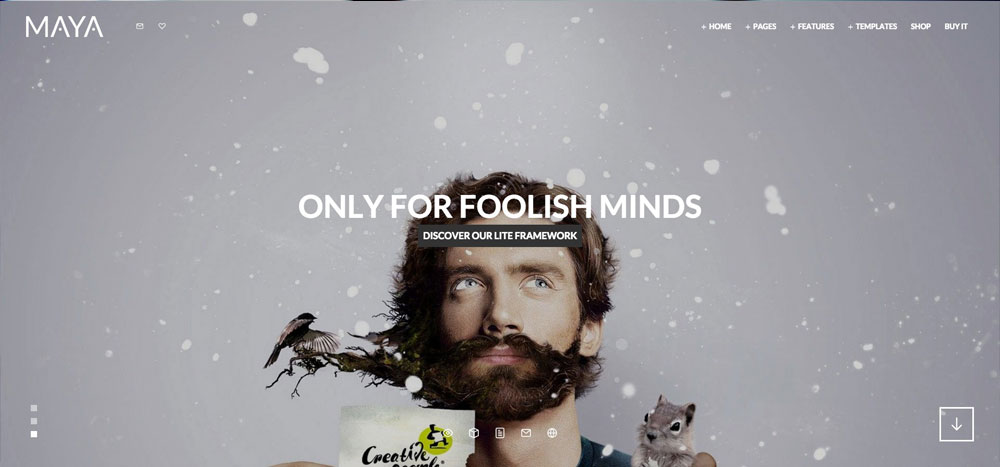 MAYA
+ HOME + PAGES + FEATURES + TEMPLATES SHOP BUY IT
ONLY FOR FOOLISH MINDS
DISCOVER OUR LITE FRAMEWORK
Creative